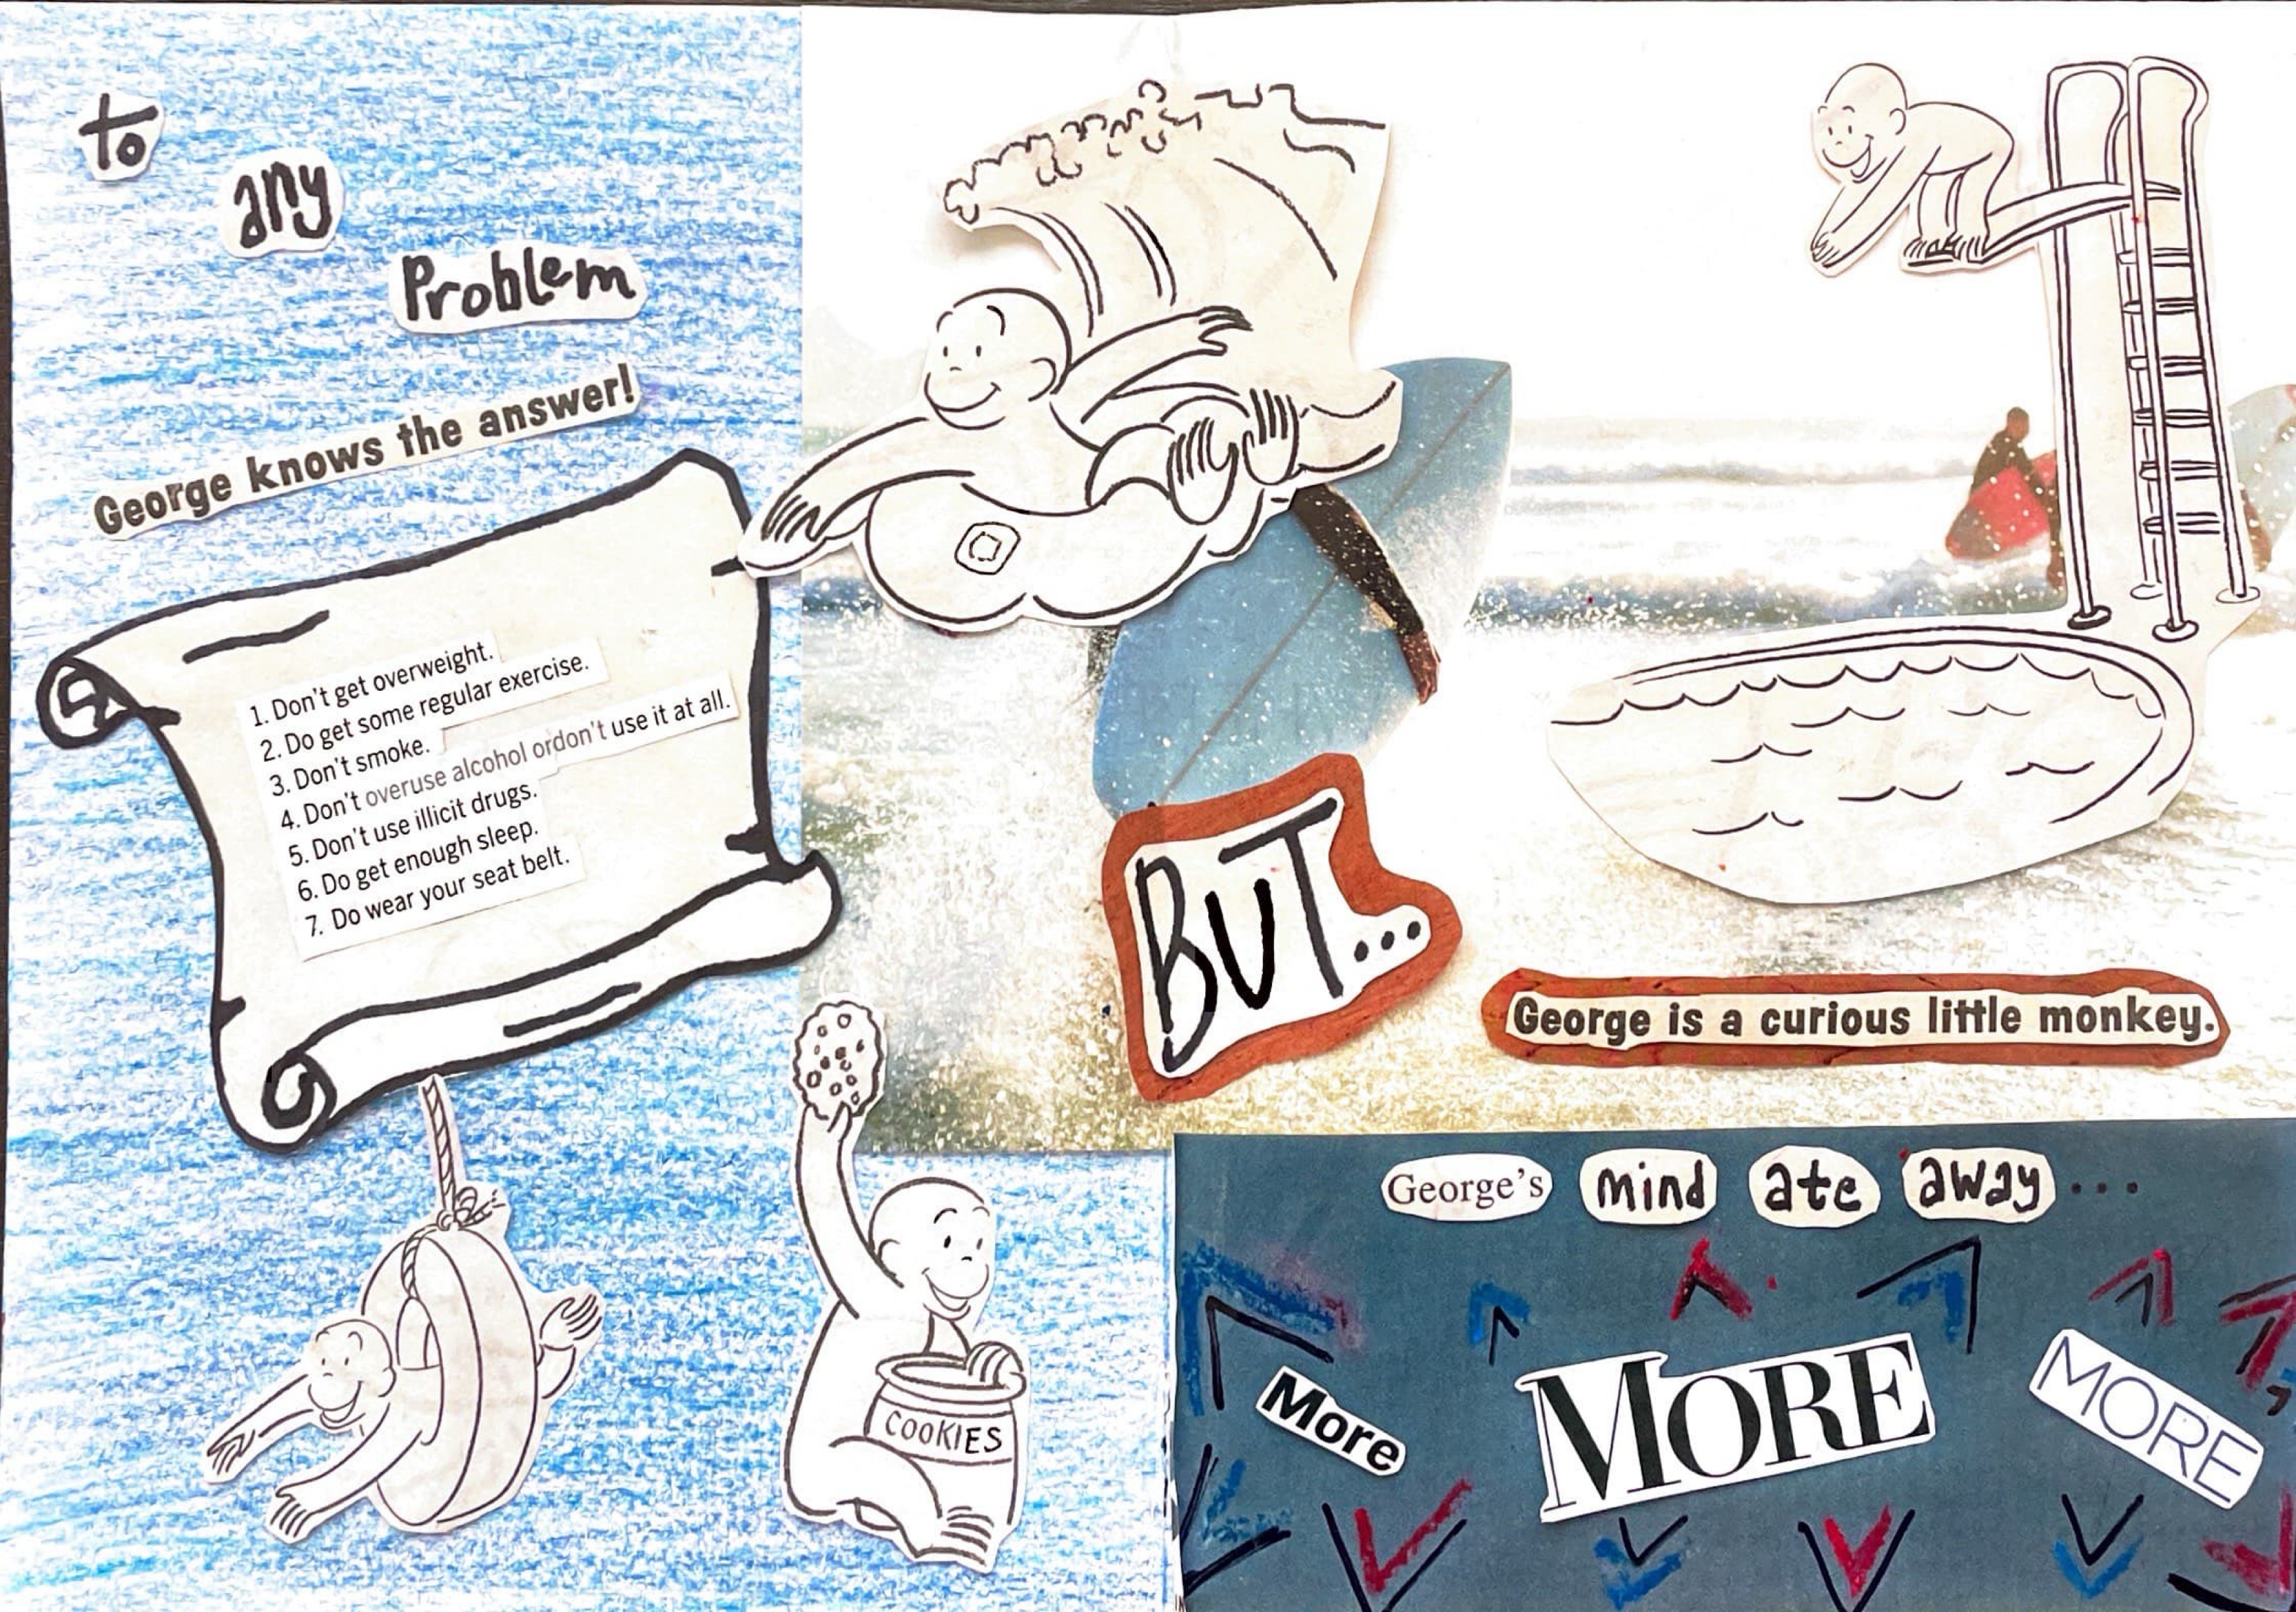 to
any
Problem
George knows the answer!
1. Don't get overweight.
2. Do get some regular exercise.
3. Don't smoke.
4. Don't overuse alcohol ordon't use it at all.
5. Don't use illicit drugs.
6. Do get enough sleep.
7. Do wear your seat belt.
BUT...
George is a curious little monkey.
COOKIES
George's mind ate away ...
More
MORE
MORE